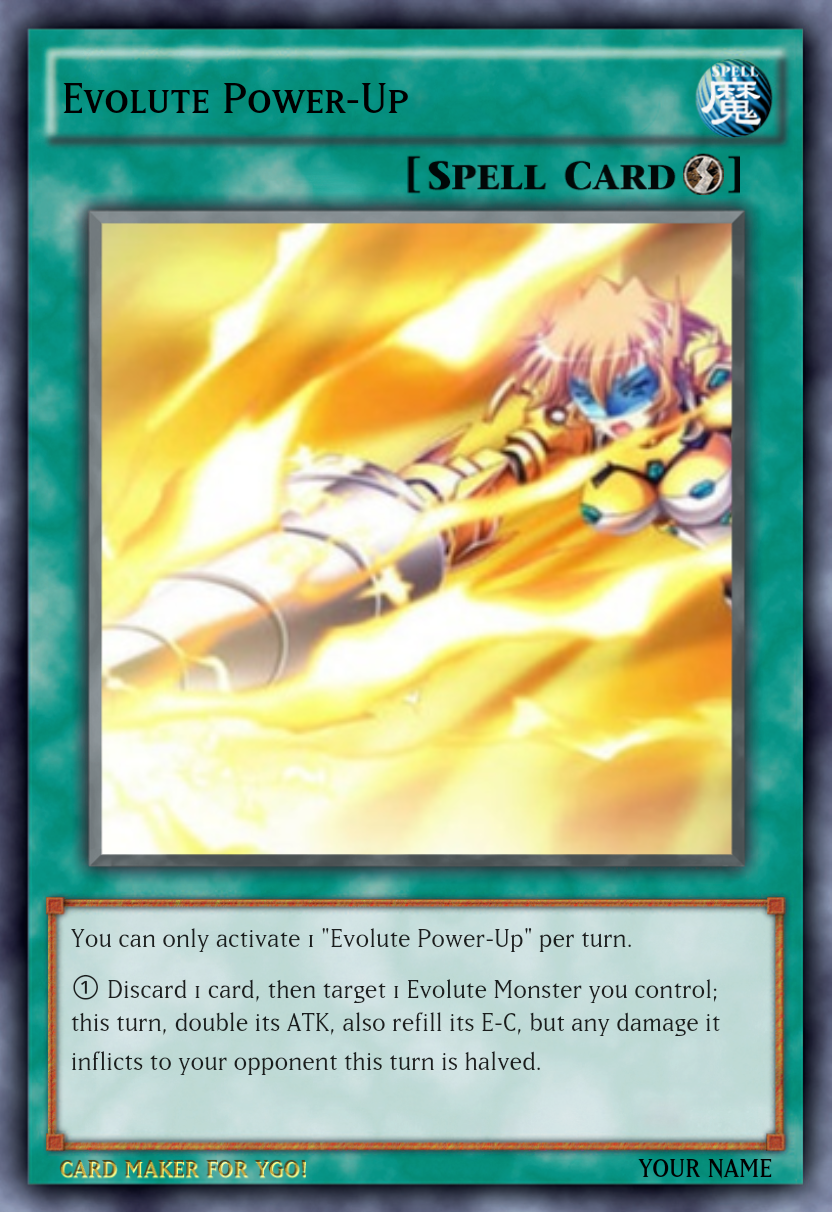 Evolute Power-Up
SPELL
魔
[Spell Card]
You can only activate 1 "Evolute Power-Up" per turn.
① Discard 1 card, then target 1 Evolute Monster you control;
this turn, double its ATK, also refill its E-C, but any damage it
inflicts to your opponent this turn is halved.
CARD MAKER FOR YGO!
YOUR NAME